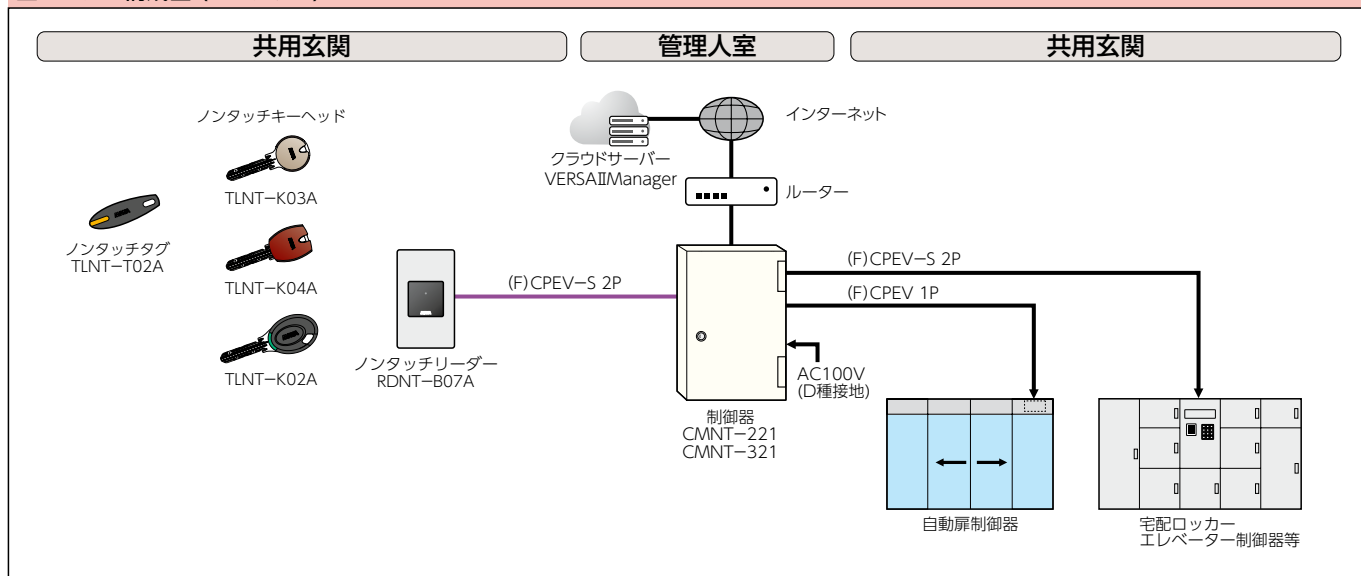 共用玄関
管理人室
共用玄関
ノンタッチキーヘッド
TLNT−K03A
ノンタッチタグ
TLNT−T02A
TLNT−K04A
TLNT−K02A
ノンタッチリーダー
RDNT−B07A
(F)CPEV−S 2P
クラウドサーバー
VERSAⅡManager
インターネット
ルーター
制御器
CMNT−221
CMNT−321
(F)CPEV−S 2P
(F)CPEV 1P
AC100V
(D種接地)
自動扉制御器
宅配ロッカー
エレベーター制御器等